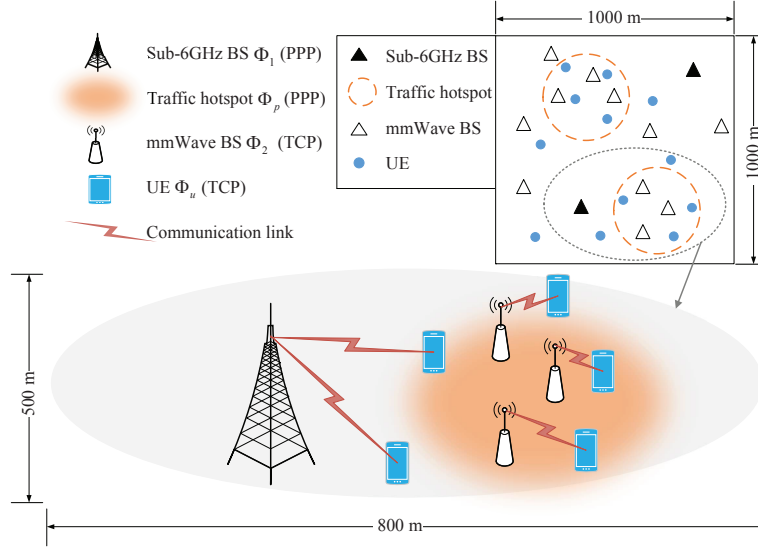 Sub-6GHz BS Φ₁ (PPP)
Traffic hotspot Φₚ (PPP)
mmWave BS Φ₂ (TCP)
UE Φᵤ (TCP)
Communication link
Sub-6GHz BS
Traffic hotspot
mmWave BS
UE
1000 m
1000 m
500 m
800 m